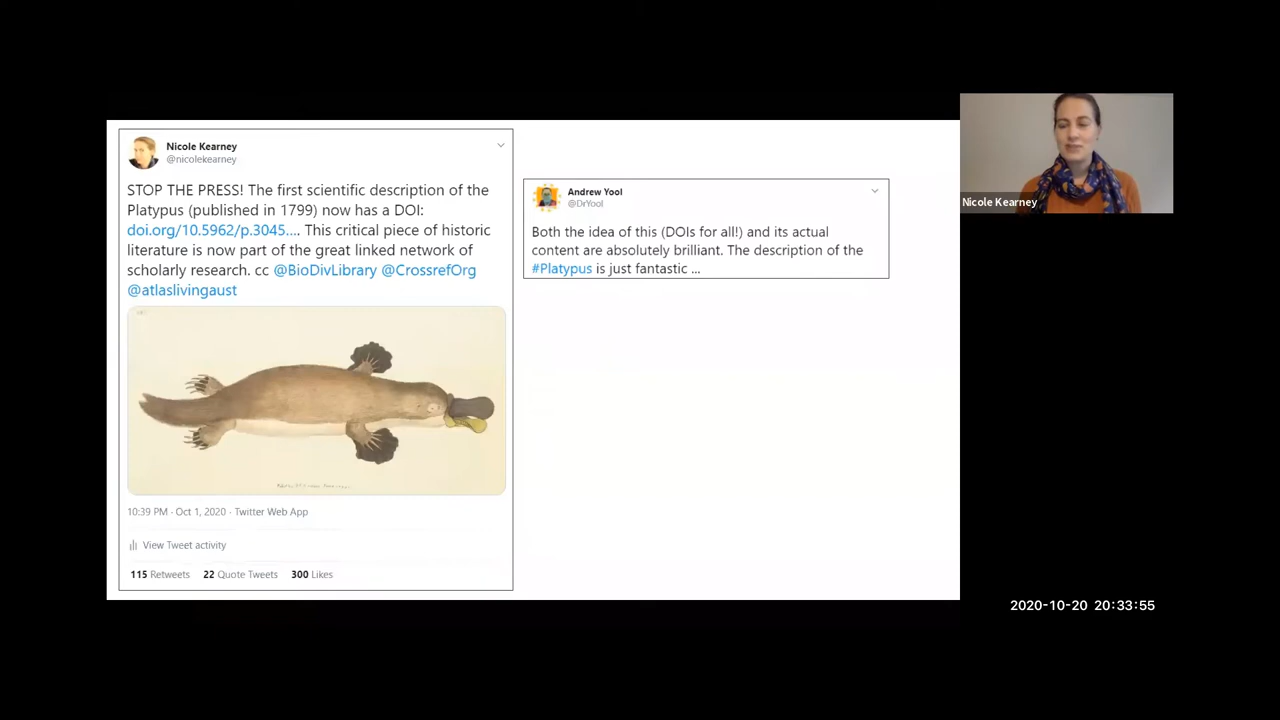 Nicole Kearney
@nicolekearney
STOP THE PRESS! The first scientific description of the
Platypus (published in 1799) now has a DOI:
doi.org/10.5962/p.3045.... This critical piece of historic
literature is now part of the great linked network of
scholarly research. cc @BioDivLibrary @CrossrefOrg
@atlaslivingaust
10:39 PM · Oct 1, 2020 · Twitter Web App
View Tweet activity
115 Retweets 22 Quote Tweets 300 Likes
Andrew Yool
@DrYool
Both the idea of this (DOIs for all!) and its actual
content are absolutely brilliant. The description of the
#Platypus is just fantastic ...
Nicole Kearney
2020-10-20 20:33:55